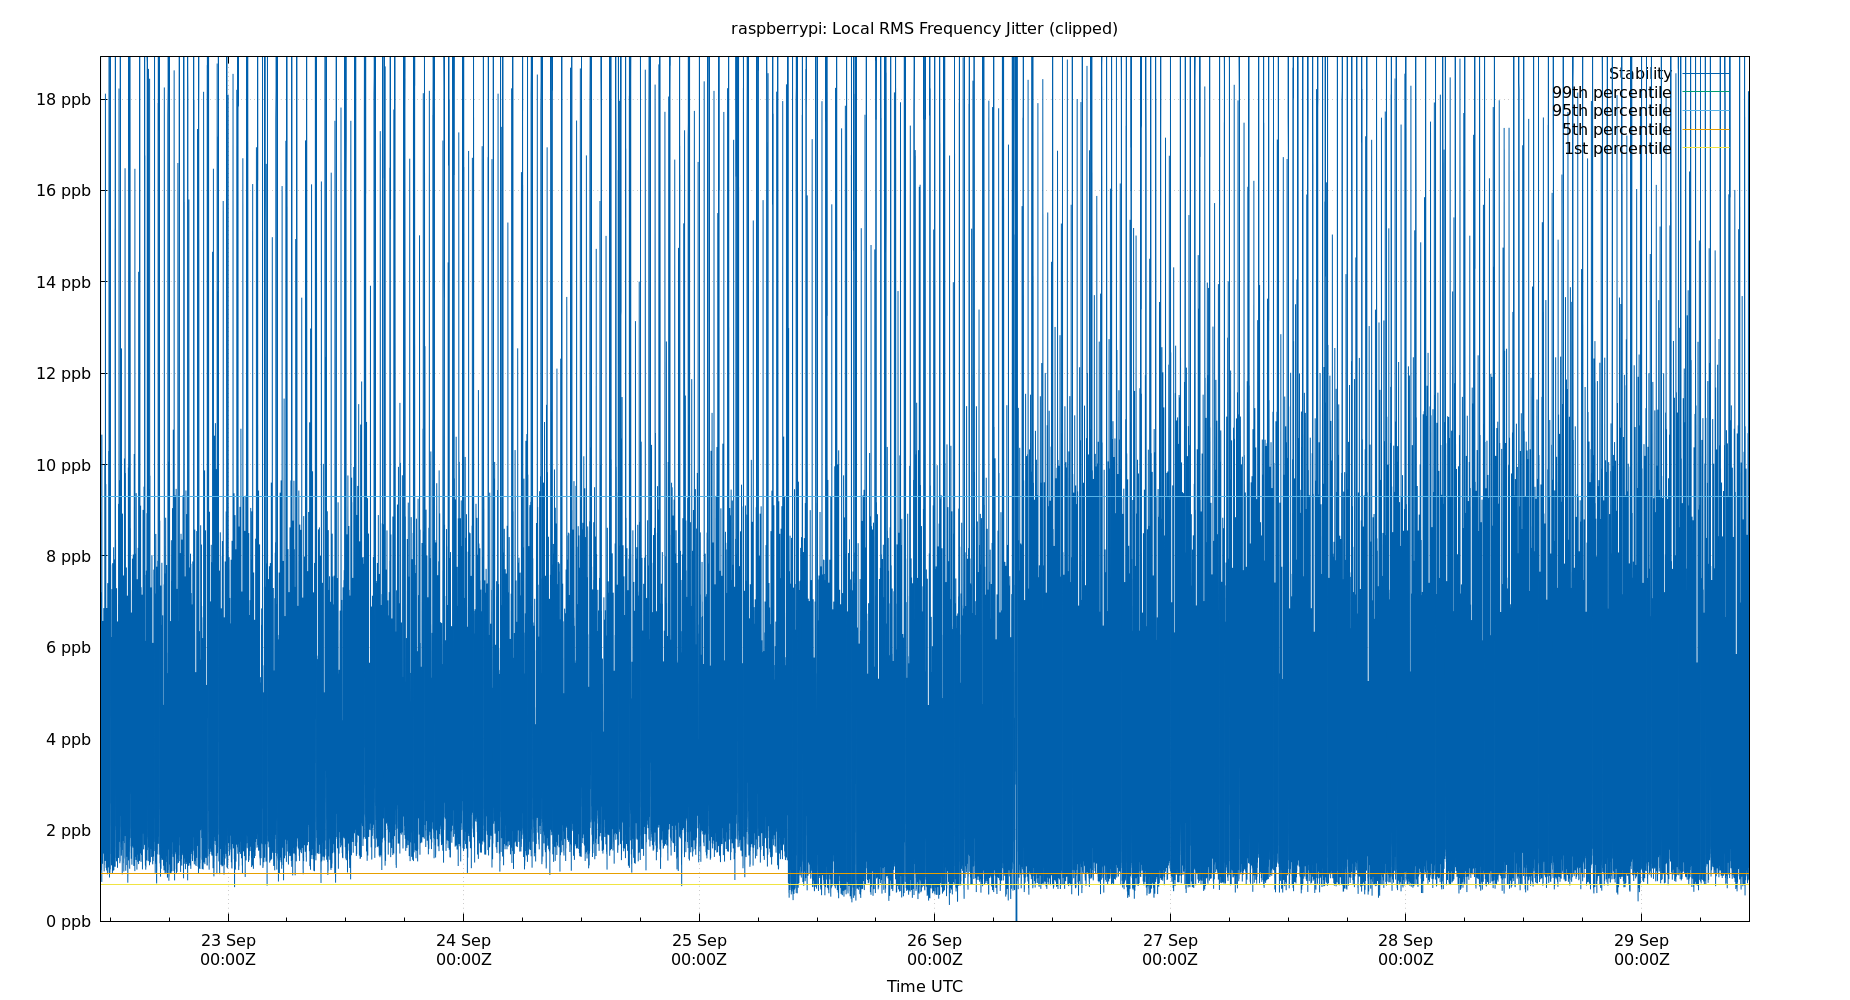 raspberrypi: Local RMS Frequency Jitter (clipped)
Stability
99th percentile
95th percentile
5th percentile
1st percentile
18 ppb
16 ppb
14 ppb
12 ppb
10 ppb
8 ppb
6 ppb
4 ppb
2 ppb
0 ppb
23 Sep 24 Sep 25 Sep 26 Sep 27 Sep 28 Sep 29 Sep
00:00Z 00:00Z 00:00Z 00:00Z 00:00Z 00:00Z 00:00Z
Time UTC